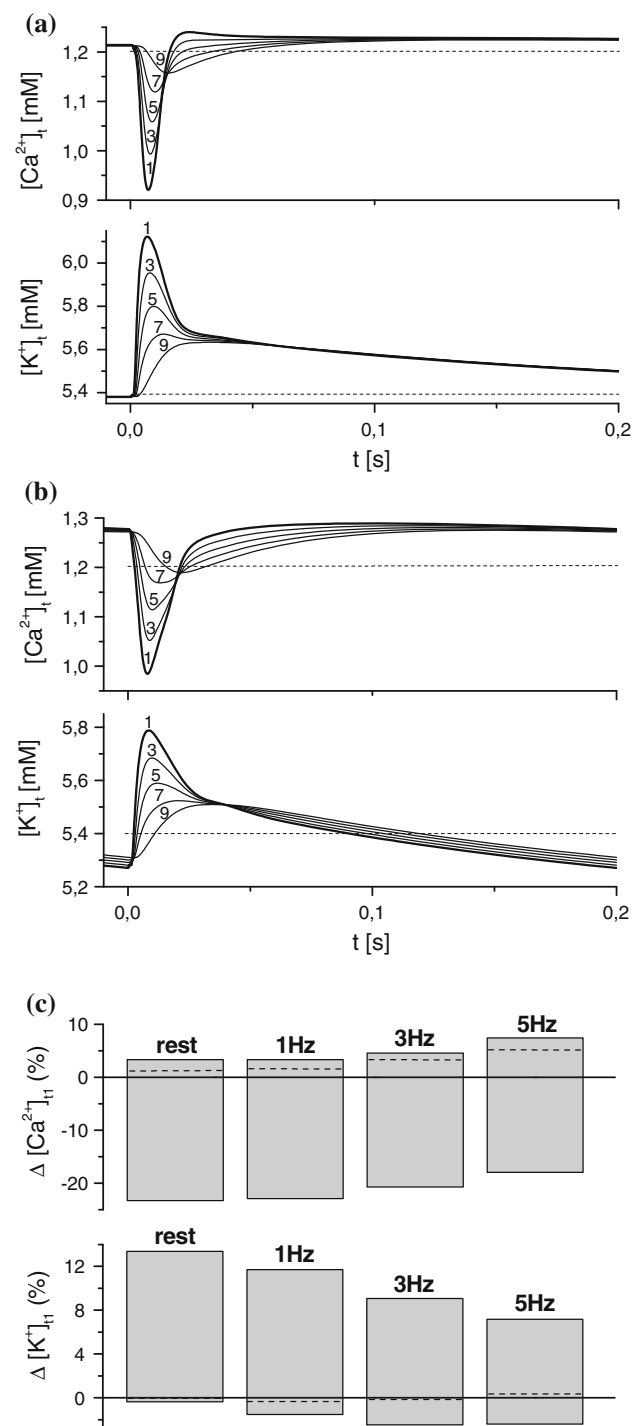 (a)
[Ca²⁺]ₜ [mM]
1,2
1,1
1,0
0,9
9
7
5
3
1
[K⁺]ₜ [mM]
6,0
5,8
5,6
5,4
1
3
5
7
9
0,0
0,1
0,2
t [s]
(b)
[Ca²⁺]ₜ [mM]
1,3
1,2
1,1
1,0
9
7
5
3
1
[K⁺]ₜ [mM]
5,8
5,6
5,4
5,2
1
3
5
7
9
0,0
0,1
0,2
t [s]
(c)
Δ [Ca²⁺]ₜ₁ (%)
10
0
-10
-20
rest
1Hz
3Hz
5Hz
Δ [K⁺]ₜ₁ (%)
12
8
4
0
rest
1Hz
3Hz
5Hz